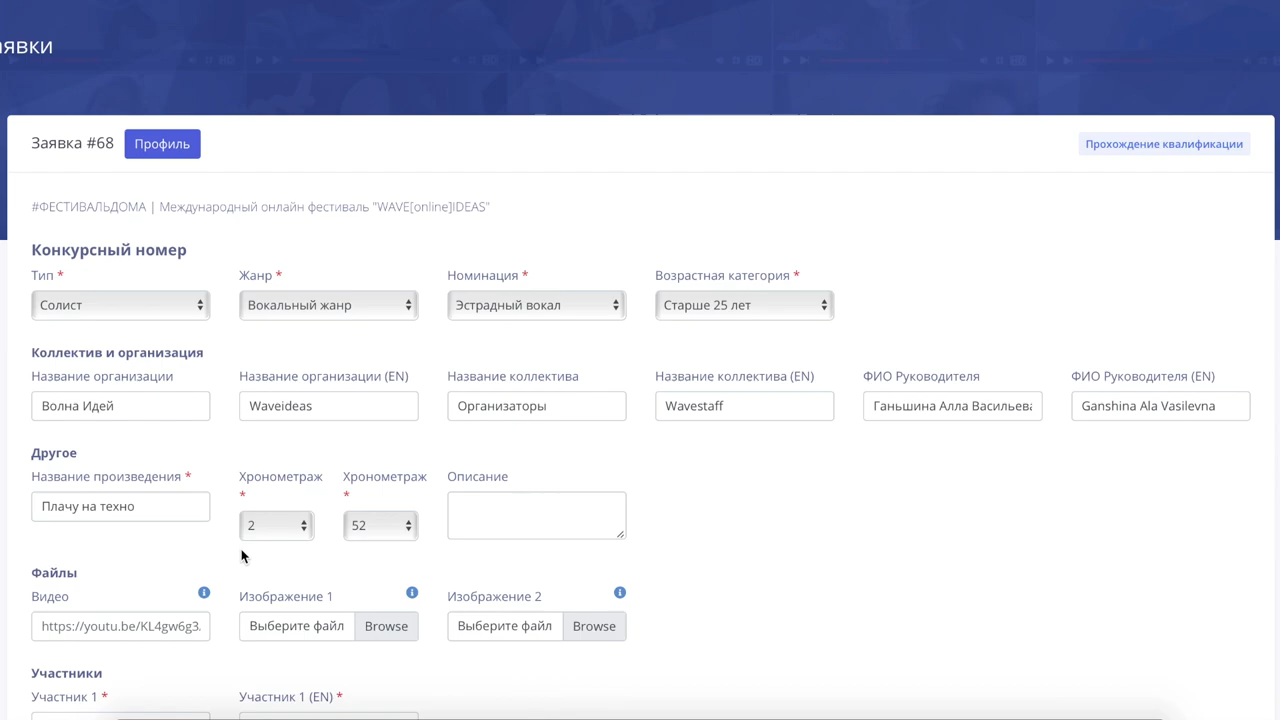 аявки
Заявка #68 Профиль Прохождение квалификации
#ФЕСТИВАЛЬДОМА | Международный онлайн фестиваль "WAVE[online]IDEAS"
Конкурсный номер
Тип * Жанр * Номинация * Возрастная категория *
Солист Вокальный жанр Эстрадный вокал Старше 25 лет
Коллектив и организация
Название организации Название организации (EN) Название коллектива Название коллектива (EN) ФИО Руководителя ФИО Руководителя (EN)
Волна Идей Waveideas Организаторы Wavestaff Ганьшина Алла Васильева Ganshina Ala Vasilevna
Другое
Название произведения * Хронометраж * Хронометраж * Описание
Плачу на техно 2 52
Файлы
Видео Изображение 1 Изображение 2
https://youtu.be/KL4gw6g3. Выберите файл Browse Выберите файл Browse
Участники
Участник 1 * Участник 1 (EN) *